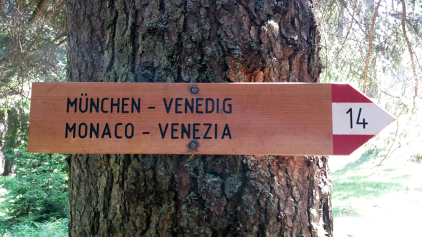 MÜNCHEN – VENEDIG
MONACO – VENEZIA
14